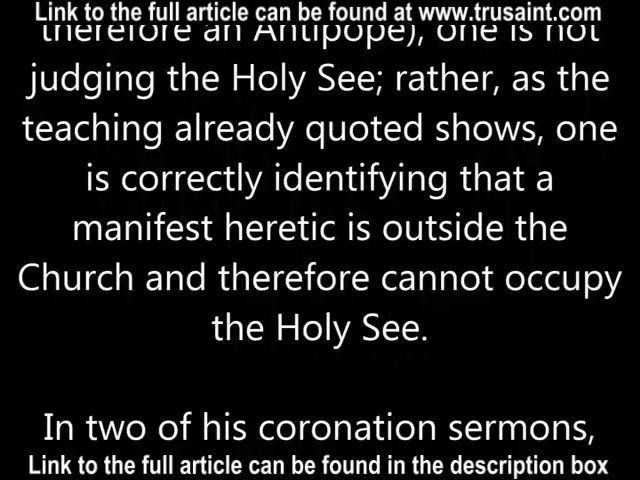 Link to the full article can be found at www.trusaint.com
therefore an Antipope), one is not
judging the Holy See; rather, as the
teaching already quoted shows, one
is correctly identifying that a
manifest heretic is outside the
Church and therefore cannot occupy
the Holy See.
In two of his coronation sermons,
Link to the full article can be found in the description box